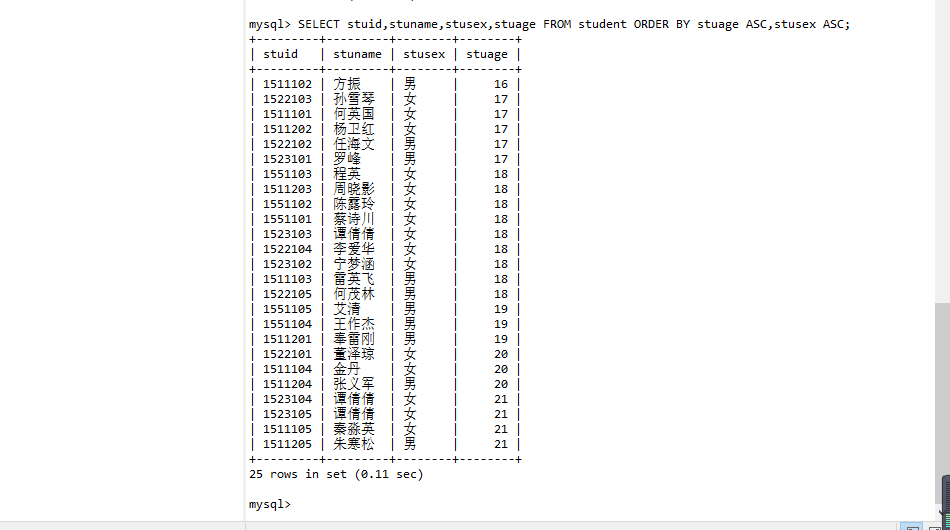 mysql> SELECT stuid,stuname,stusex,stuage FROM student ORDER BY stuage ASC,stusex ASC;
+---------+---------+--------+--------+
| stuid   | stuname | stusex | stuage |
+---------+---------+--------+--------+
| 1511102 | 方振    | 男     |     16 |
| 1522103 | 孙雪琴  | 女     |     17 |
| 1511101 | 何英国  | 女     |     17 |
| 1511202 | 杨卫红  | 女     |     17 |
| 1522102 | 任海文  | 男     |     17 |
| 1523101 | 罗峰    | 男     |     17 |
| 1551103 | 程英    | 女     |     18 |
| 1511203 | 周晓影  | 女     |     18 |
| 1551102 | 陈露玲  | 女     |     18 |
| 1551101 | 蔡诗川  | 女     |     18 |
| 1523103 | 谭倩倩  | 女     |     18 |
| 1522104 | 李爱华  | 女     |     18 |
| 1523102 | 宁梦涵  | 女     |     18 |
| 1511103 | 雷英飞  | 男     |     18 |
| 1522105 | 何茂林  | 男     |     18 |
| 1551105 | 艾清    | 男     |     19 |
| 1551104 | 王作杰  | 男     |     19 |
| 1511201 | 奉雷刚  | 男     |     19 |
| 1522101 | 董泽琼  | 女     |     20 |
| 1511104 | 金丹    | 女     |     20 |
| 1511204 | 张义军  | 男     |     20 |
| 1523104 | 谭倩倩  | 女     |     21 |
| 1523105 | 谭倩倩  | 女     |     21 |
| 1511105 | 秦淼英  | 女     |     21 |
| 1511205 | 朱寒松  | 男     |     21 |
+---------+---------+--------+--------+
25 rows in set (0.11 sec)
mysql>